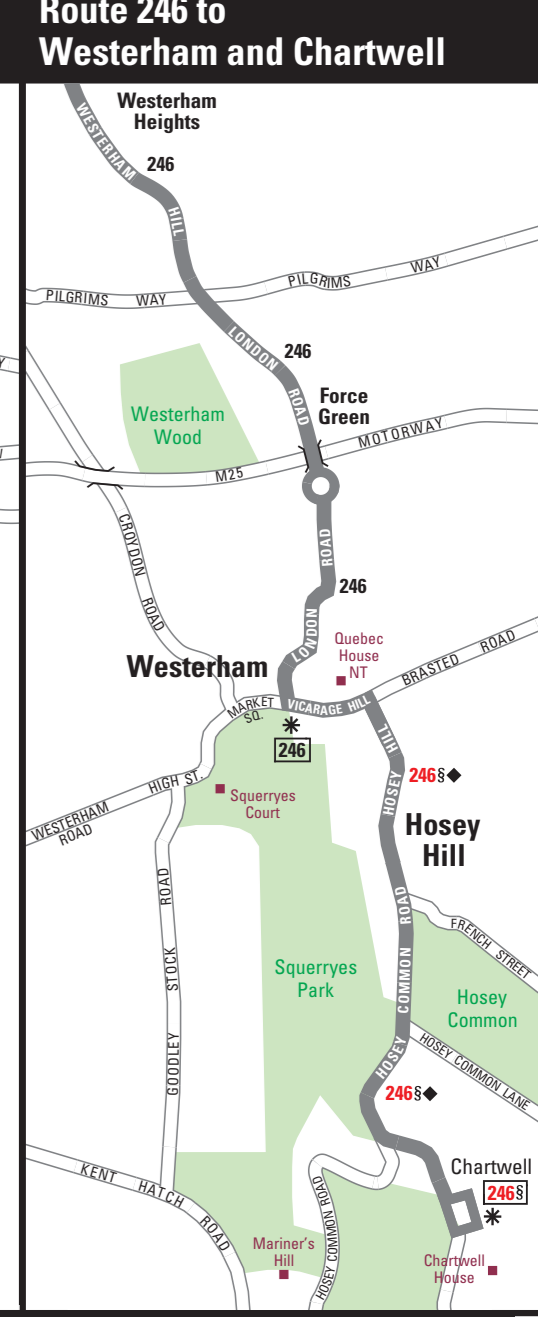 Route 246 to
Westerham and Chartwell
Westerham
Heights
WESTERHAM
246
HILL
PILGRIMS WAY
PILGRIMS WAY
LONDON
246
ROAD
Force
Green
Westerham
Wood
MOTORWAY
M25
CROYDON
ROAD
ROAD
246
LONDON
Quebec
House
NT
BRASTED ROAD
Westerham
MARKET
SQ.
VICARAGE HILL
246
HOSEY HILL
246§◆
HIGH ST.
WESTERHAM
ROAD
Squerryes
Court
Hosey
Hill
GOODLEY STOCK ROAD
FRENCH STREET
Squerryes
Park
Hosey
Common
HOSEY COMMON ROAD
HOSEY COMMON LANE
246§◆
Chartwell
246§
KENT HATCH ROAD
HOSEY COMMON ROAD
Mariner's
Hill
Chartwell
House